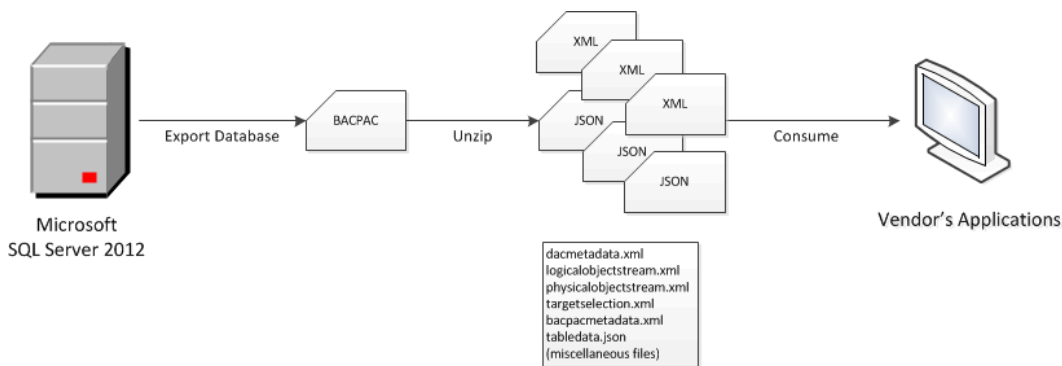 XML
XML
XML
JSON
JSON
JSON
BACPAC
Export Database
Unzip
Consume
Microsoft
SQL Server 2012
Vendor's Applications
dacmetadata.xml
logicalobjectstream.xml
physicalobjectstream.xml
targetselection.xml
bacpacmetadata.xml
tabledata.json
(miscellaneous files)